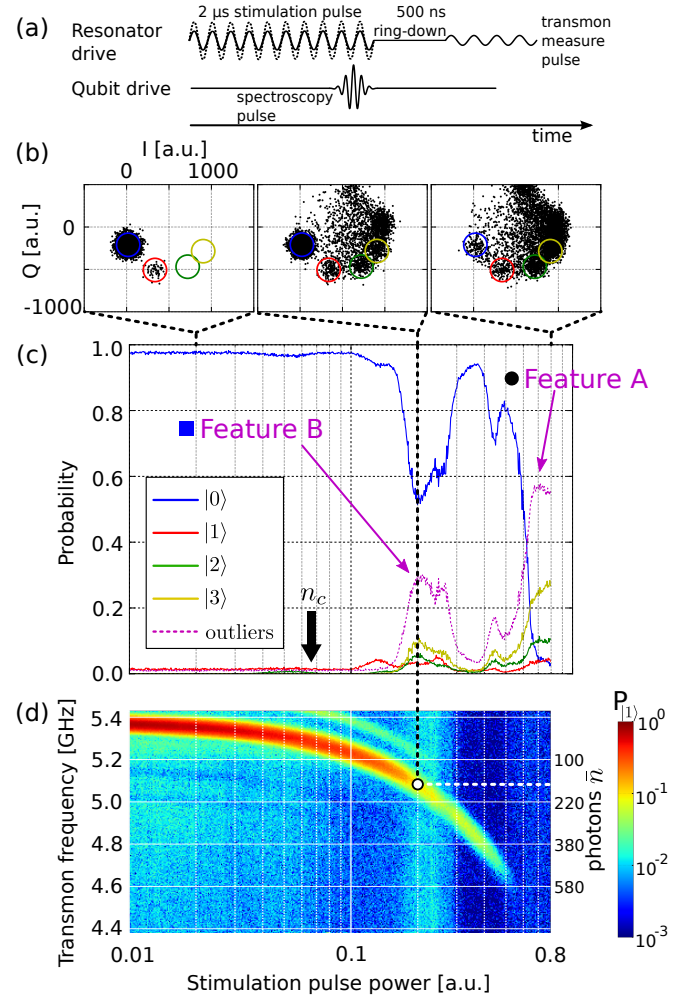 (a)
Resonator drive
2 µs stimulation pulse
500 ns ring-down
transmon measure pulse
Qubit drive
spectroscopy pulse
time
(b)
I [a.u.]
0 1000
Q [a.u.]
0
-1000
(c)
1.0
0.8
0.6
0.4
0.2
0.0
Probability
Feature A
Feature B
|0⟩
|1⟩
|2⟩
|3⟩
outliers
n_c
(d)
Transmon frequency [GHz]
5.4
5.2
5.0
4.8
4.6
4.4
100
220
380
580
photons n̄
P|1⟩
10^0
10^-1
10^-2
10^-3
0.01 0.1 0.8
Stimulation pulse power [a.u.]